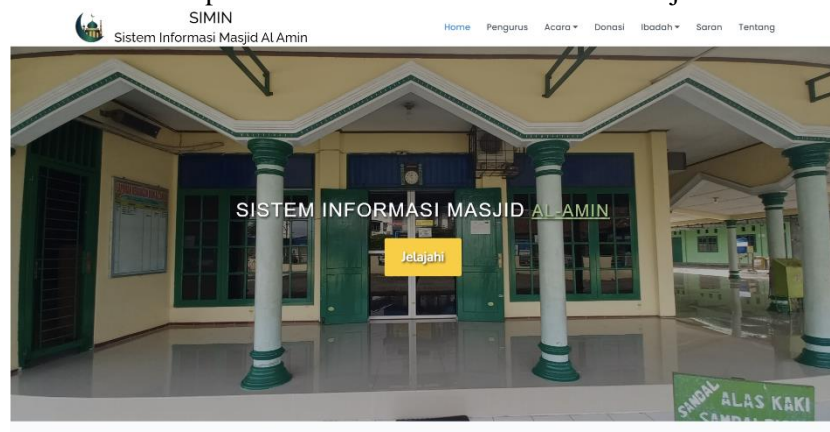 SIMIN
Sistem Informasi Masjid Al Amin
Home Pengurus Acara Donasi Ibadah Saran Tentang
SISTEM INFORMASI MASJID AL-AMIN
Jelajahi
SANDAL ALAS KAKI